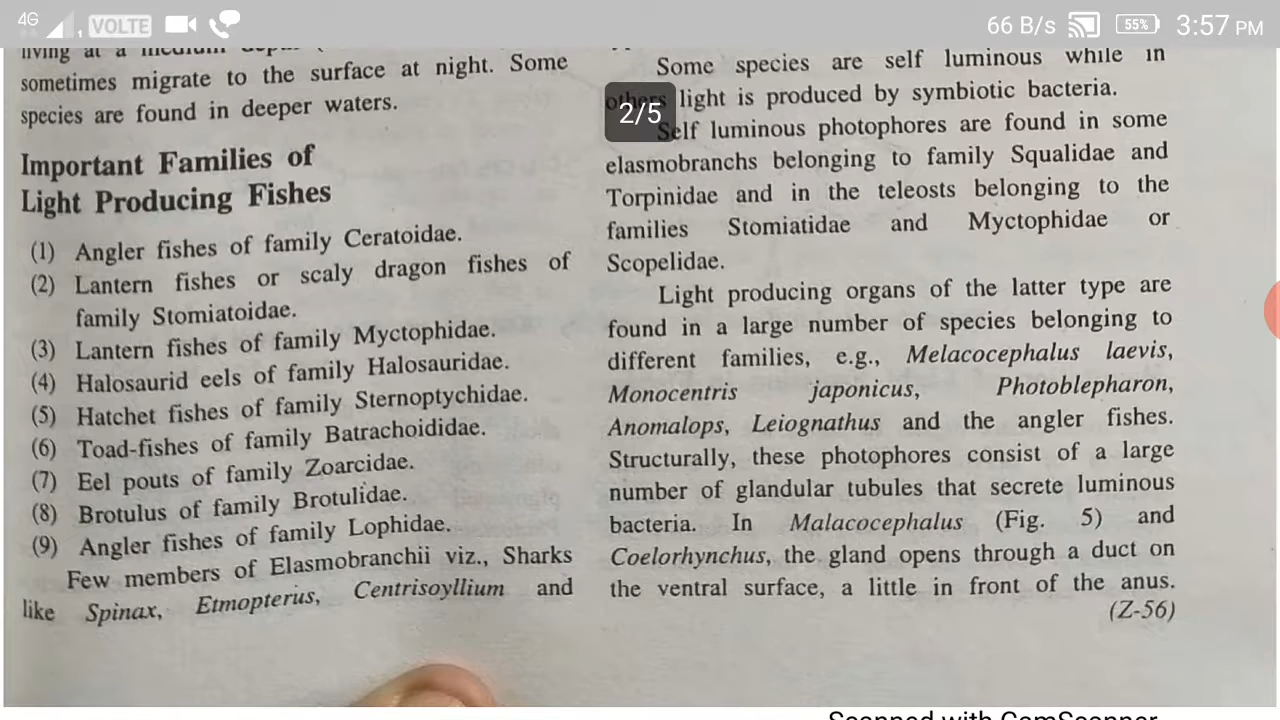 4G VOLTE 66 B/s 55% 3:57 PM
2/5
living at a medium
sometimes migrate to the surface at night. Some
species are found in deeper waters.
Important Families of
Light Producing Fishes
(1) Angler fishes of family Ceratoidae.
(2) Lantern fishes or scaly dragon fishes of
family Stomiatoidae.
(3) Lantern fishes of family Myctophidae.
(4) Halosaurid eels of family Halosauridae.
(5) Hatchet fishes of family Sternoptychidae.
(6) Toad-fishes of family Batrachoididae.
(7) Eel pouts of family Zoarcidae.
(8) Brotulus of family Brotulidae.
(9) Angler fishes of family Lophidae.
Few members of Elasmobranchii viz., Sharks
like Spinax, Etmopterus, Centrisoyllium and
Some species are self luminous while in
others light is produced by symbiotic bacteria.
Self luminous photophores are found in some
elasmobranchs belonging to family Squalidae and
Torpinidae and in the teleosts belonging to the
families Stomiatidae and Myctophidae or
Scopelidae.
Light producing organs of the latter type are
found in a large number of species belonging to
different families, e.g., Melacocephalus laevis,
Monocentris japonicus, Photoblepharon,
Anomalops, Leiognathus and the angler fishes.
Structurally, these photophores consist of a large
number of glandular tubules that secrete luminous
bacteria. In Malacocephalus (Fig. 5) and
Coelorhynchus, the gland opens through a duct on
the ventral surface, a little in front of the anus.
(Z-56)
Scanned with CamScanner